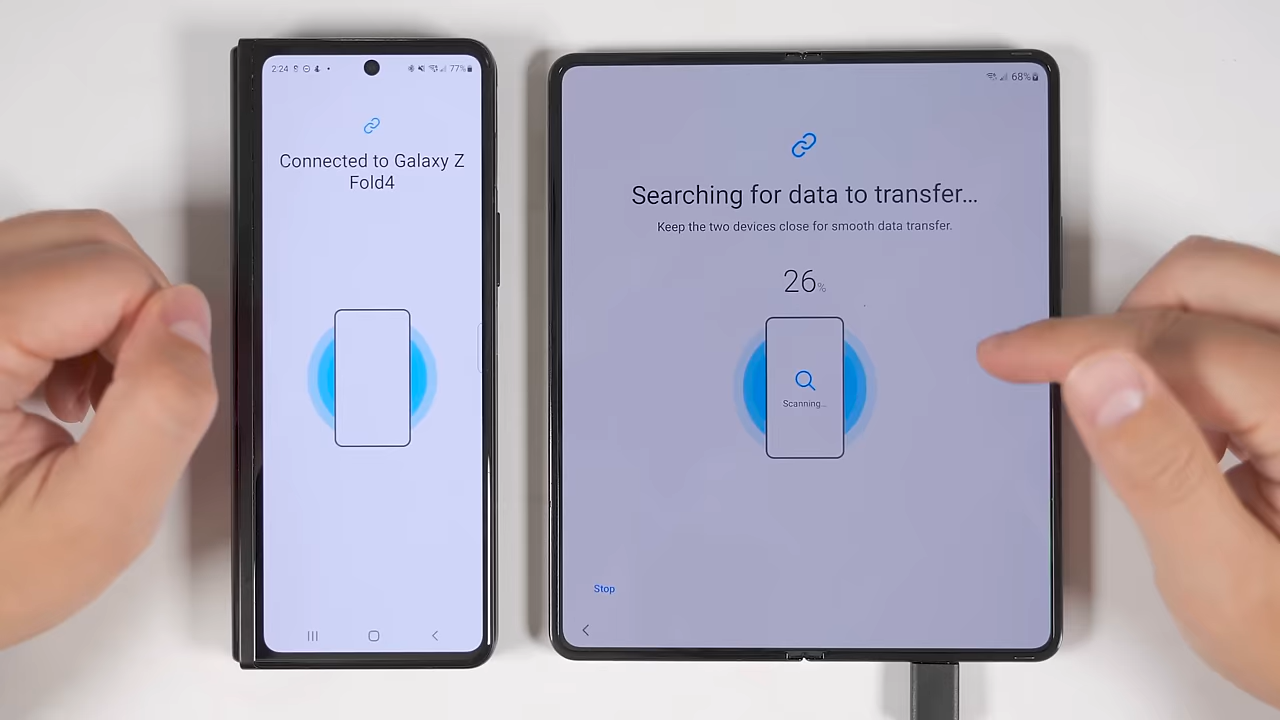 2:24
77%
Connected to Galaxy Z
Fold4
68%
Searching for data to transfer...
Keep the two devices close for smooth data transfer.
26%
Scanning...
Stop